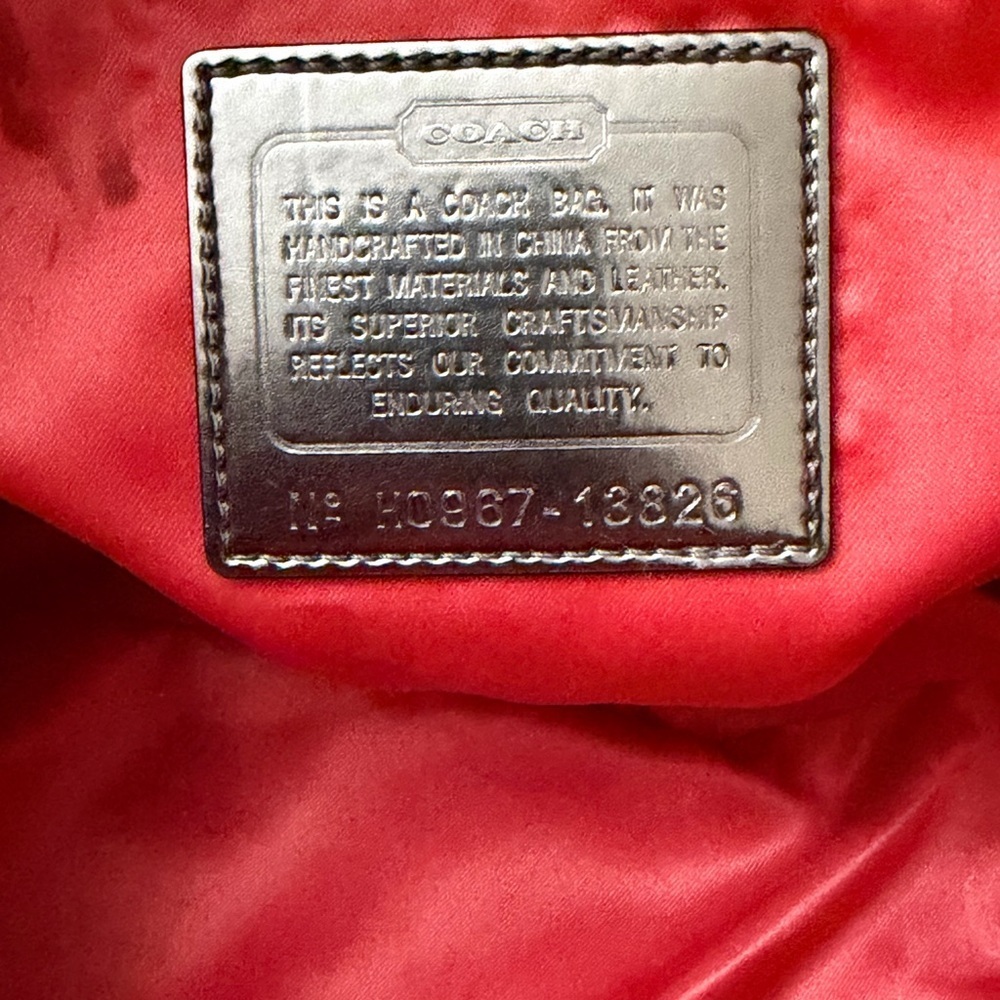 COACH
THIS IS A COACH BAG. IT WAS
HANDCRAFTED IN CHINA FROM THE
FINEST MATERIALS AND LEATHER.
ITS SUPERIOR CRAFTSMANSHIP
REFLECTS OUR COMMITMENT TO
ENDURING QUALITY.
Nº H0967-13826